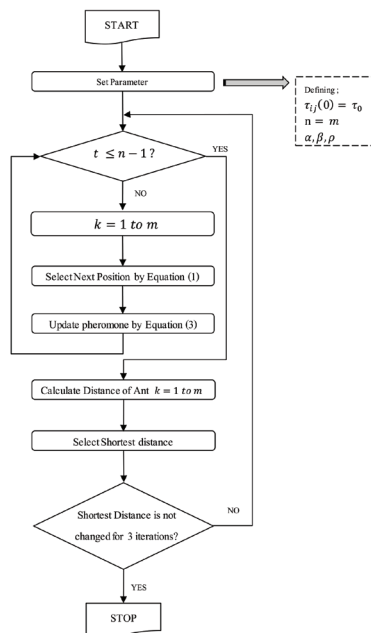 START
Set Parameter
Defining ;
τij(0) = τ0
n = m
α, β, ρ
t ≤ n − 1 ?
YES
NO
k = 1 to m
Select Next Position by Equation (1)
Update pheromone by Equation (3)
Calculate Distance of Ant k = 1 to m
Select Shortest distance
Shortest Distance is not
changed for 3 iterations?
NO
YES
STOP